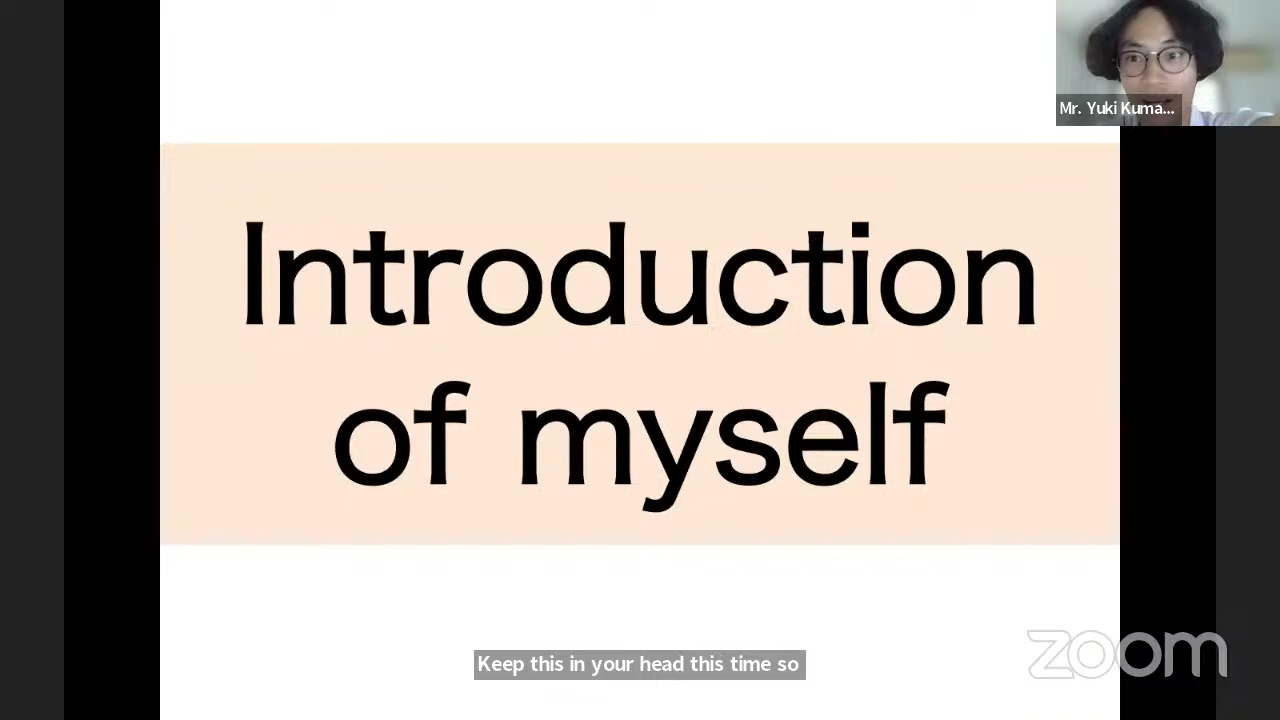 Mr. Yuki Kuma...
Introduction
of myself
Keep this in your head this time so
zoom